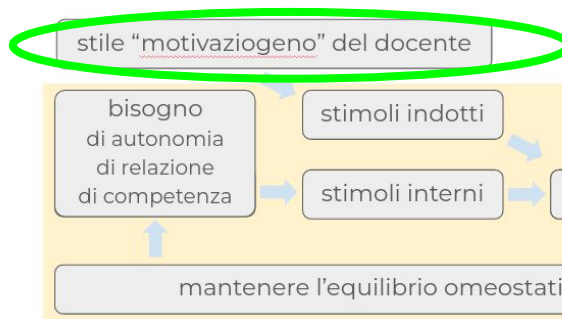 stile “motivaziogeno” del docente
bisogno
di autonomia
di relazione
di competenza
stimoli indotti
stimoli interni
mantenere l’equilibrio omeostati